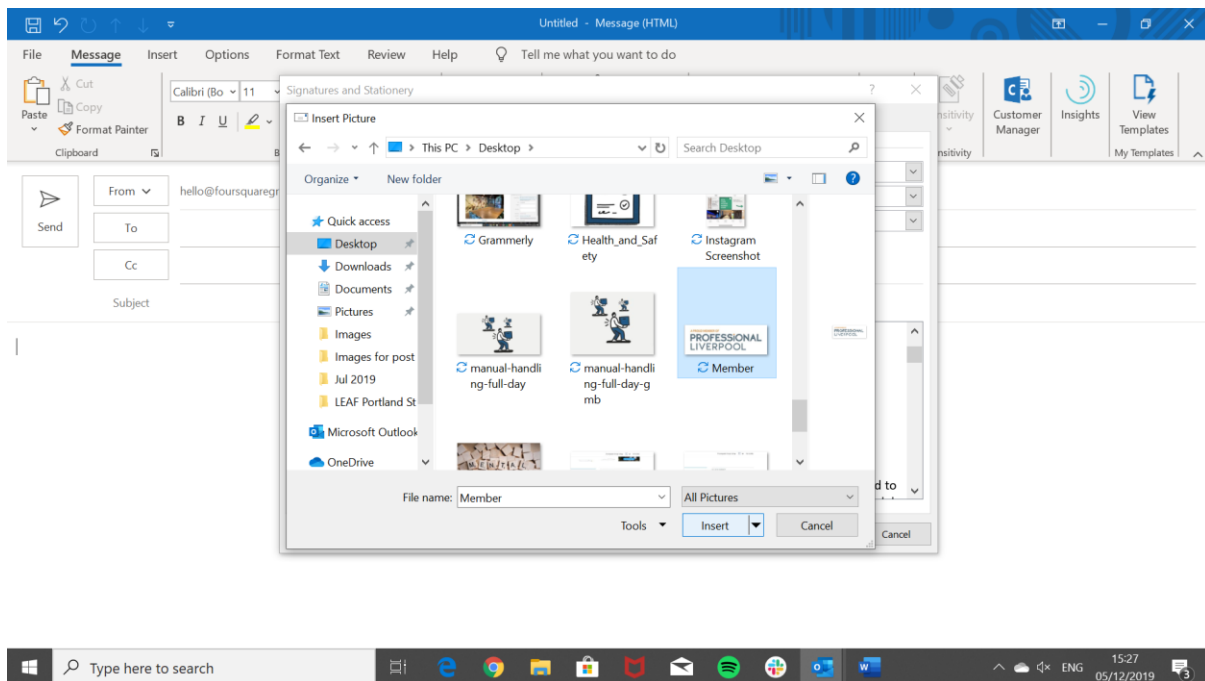 Untitled - Message (HTML)
File Message Insert Options Format Text Review Help Tell me what you want to do
Cut
Copy
Paste
Format Painter
Clipboard
Calibri (Bo 11
B I U
B
Signatures and Stationery ?
nsitivity
nsitivity
Customer
Manager
Insights
View
Templates
My Templates
Insert Picture
This PC > Desktop >
Search Desktop
Organize New folder
Send
From
hello@foursquaregr
To
Cc
Subject
Quick access
Desktop
Downloads
Documents
Pictures
Images
Images for post
Jul 2019
LEAF Portland St
Microsoft Outlook
OneDrive
Grammerly
Health_and_Saf
ety
Instagram
Screenshot
manual-handli
ng-full-day
manual-handli
ng-full-day-g
mb
PROFESSIONAL
LIVERPOOL
Member
PROFESSIONAL
LIVERPOOL
MENTAL
d to
File name: Member
All Pictures
Tools Insert Cancel
Cancel
Type here to search
ENG
15:27
05/12/2019
3